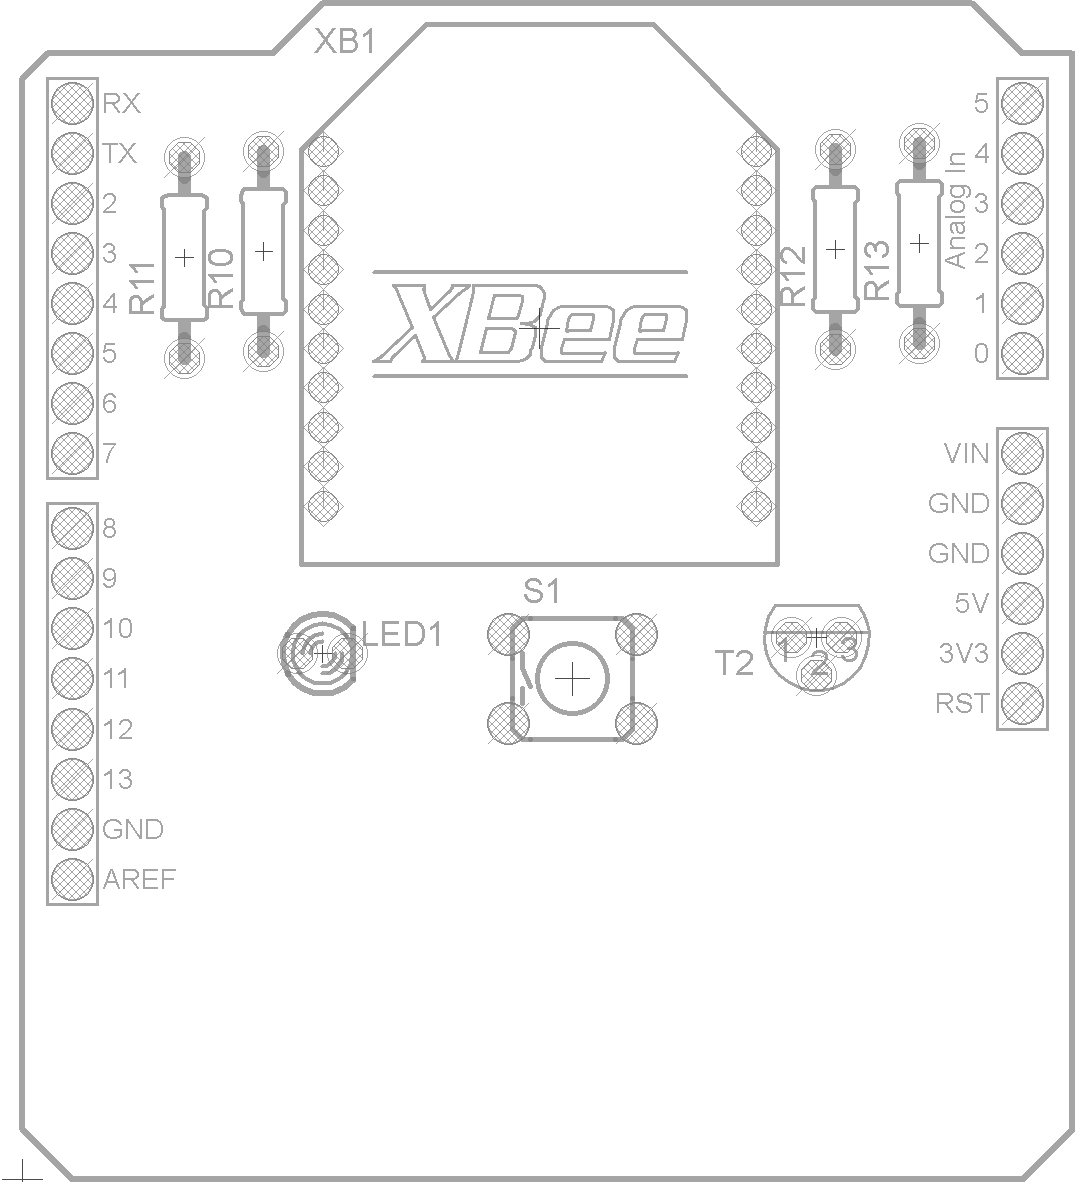 XB1
RX
TX
2
3
4
5
6
7
8
9
10
11
12
13
GND
AREF
R11
R10
XBee
R12
R13
Analog In
5
4
3
2
1
0
VIN
GND
GND
5V
3V3
RST
LED1
S1
T2
1
2
3